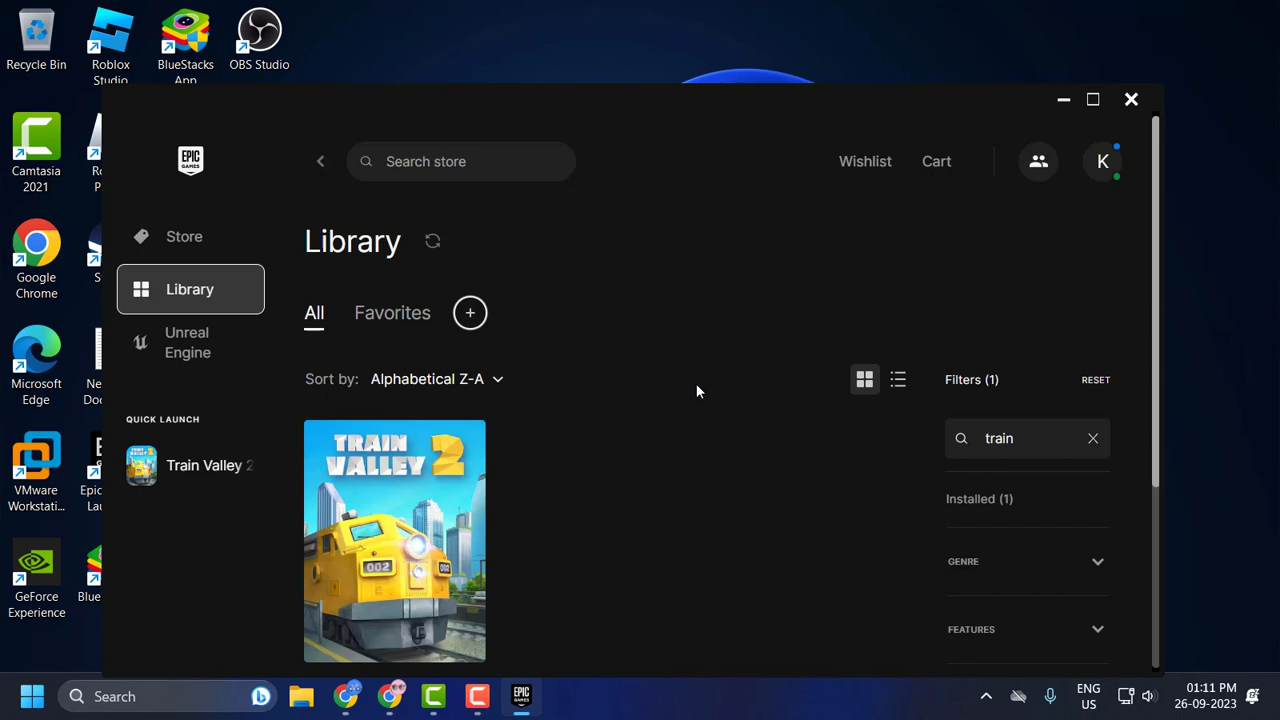 Recycle Bin
Roblox
Studio
BlueStacks
App
OBS Studio
Camtasia
2021
Google
Chrome
Microsoft
Edge
VMware
Workstati...
GeForce
Experience
EPIC
GAMES
Search store
Wishlist
Cart
K
Store
Library
Unreal
Engine
QUICK LAUNCH
Train Valley 2
Library
All
Favorites
+
Sort by: Alphabetical Z-A
TRAIN
VALLEY 2
002
002
Filters (1)
RESET
train
Installed (1)
GENRE
FEATURES
Search
EPIC
ENG
US
01:11 PM
26-09-2023